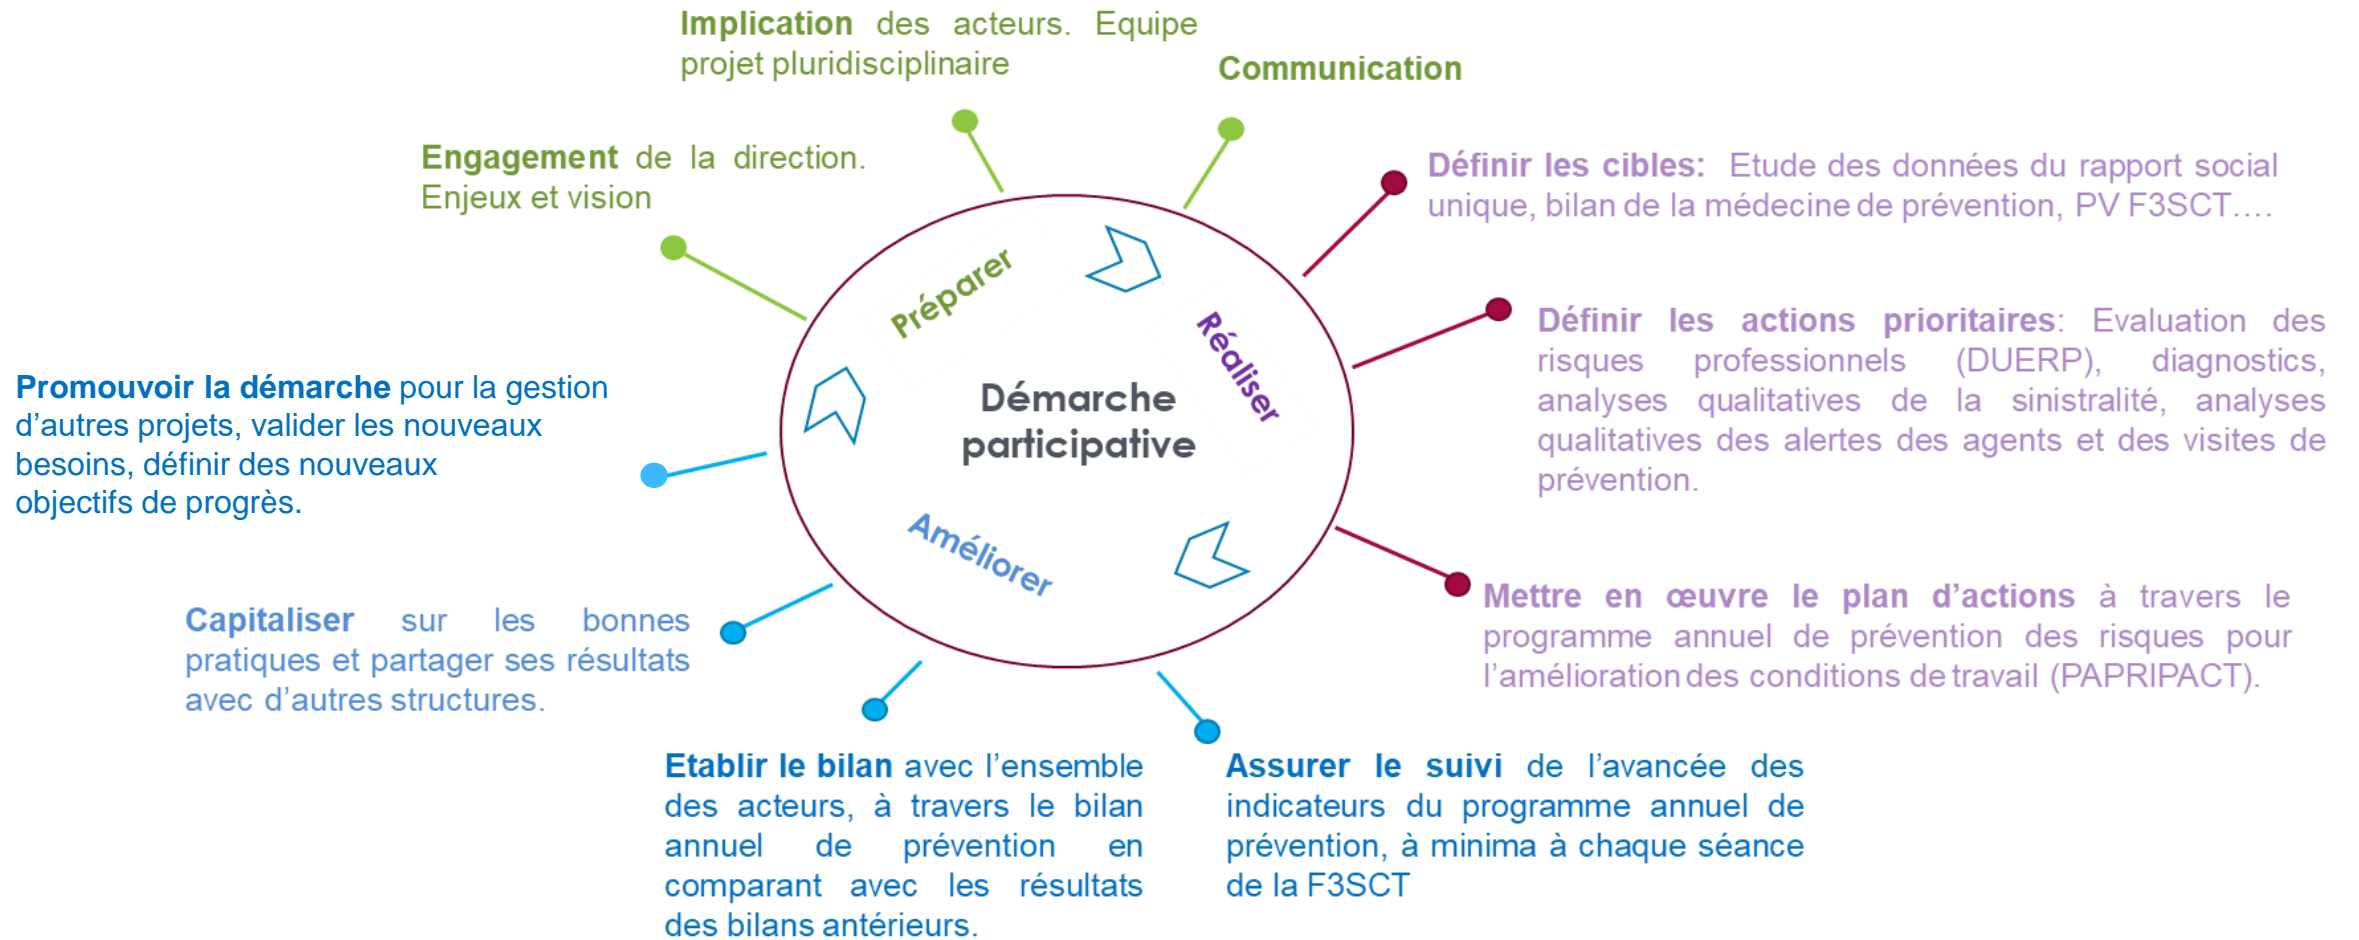 Implication des acteurs. Equipe
projet pluridisciplinaire
Communication
Engagement de la direction.
Enjeux et vision
Définir les cibles: Etude des données du rapport social
unique, bilan de la médecine de prévention, PV F3SCT....
Préparer
Réaliser
Définir les actions prioritaires: Evaluation des
risques professionnels (DUERP), diagnostics,
analyses qualitatives de la sinistralité, analyses
qualitatives des alertes des agents et des visites de
prévention.
Démarche
participative
Promouvoir la démarche pour la gestion
d'autres projets, valider les nouveaux
besoins, définir des nouveaux
objectifs de progrès.
Améliorer
Mettre en œuvre le plan d'actions à travers le
programme annuel de prévention des risques pour
l'amélioration des conditions de travail (PAPRIPACT).
Capitaliser sur les bonnes
pratiques et partager ses résultats
avec d'autres structures.
Etablir le bilan avec l'ensemble
des acteurs, à travers le bilan
annuel de prévention en
comparant avec les résultats
des bilans antérieurs.
Assurer le suivi de l'avancée des
indicateurs du programme annuel de
prévention, à minima à chaque séance
de la F3SCT